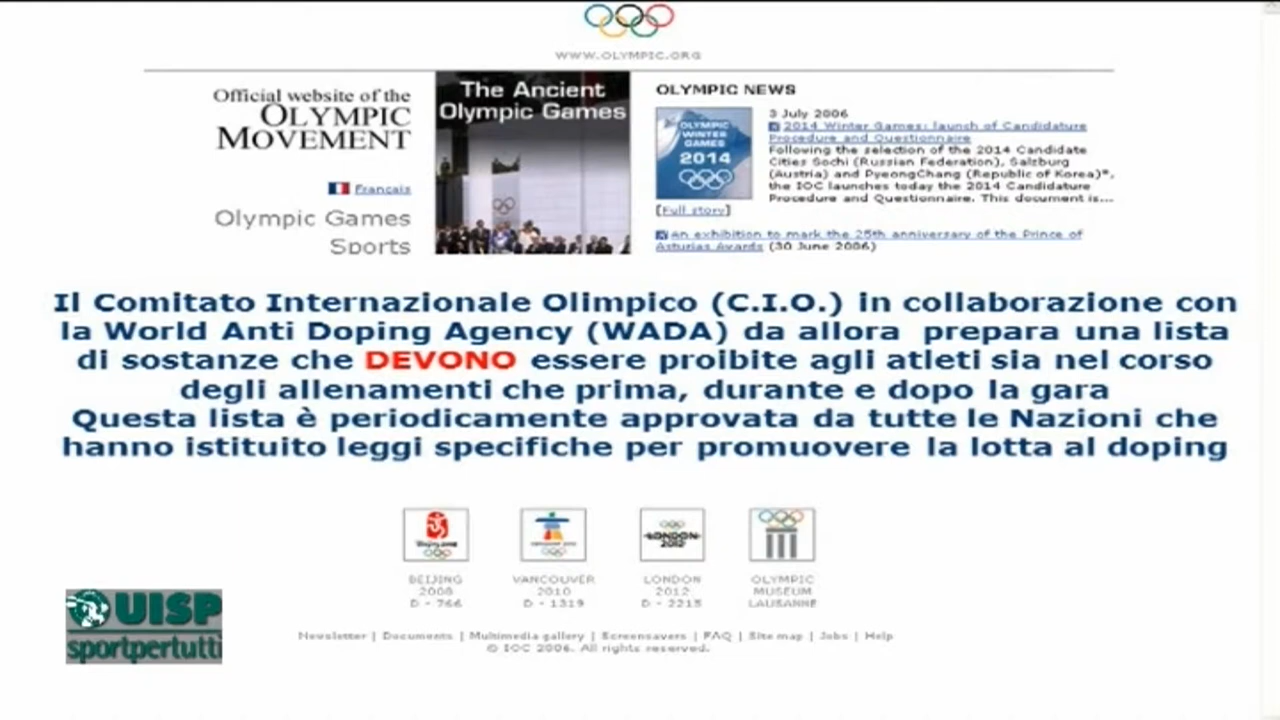 WWW.OLYMPIC.ORG
Official website of the
OLYMPIC
MOVEMENT
Français
Olympic Games
Sports
The Ancient
Olympic Games
OLYMPIC NEWS
OLYMPIC
WINTER
GAMES
2014
[Full story]
3 July 2006
2014 Winter Games: launch of Candidature
Procedure and Questionnaire
Following the selection of the 2014 Candidate
Cities Sochi (Russian Federation), Salzburg
(Austria) and PyeongChang (Republic of Korea)*,
the IOC launches today the 2014 Candidature
Procedure and Questionnaire. This document is...
An exhibition to mark the 25th anniversary of the Prince of
Asturias Awards (30 June 2006)
Il Comitato Internazionale Olimpico (C.I.O.) in collaborazione con
la World Anti Doping Agency (WADA) da allora prepara una lista
di sostanze che DEVONO essere proibite agli atleti sia nel corso
degli allenamenti che prima, durante e dopo la gara
Questa lista è periodicamente approvata da tutte le Nazioni che
hanno istituito leggi specifiche per promuovere la lotta al doping
BEIJING
2008
D - 766
VANCOUVER
2010
D - 1319
LONDON
2012
D - 2215
OLYMPIC
MUSEUM
LAUSANNE
UISP
sportpertutti
Newsletter | Documents | Multimedia gallery | Screensavers | FAQ | Site map | Jobs | Help
© IOC 2006. All rights reserved.